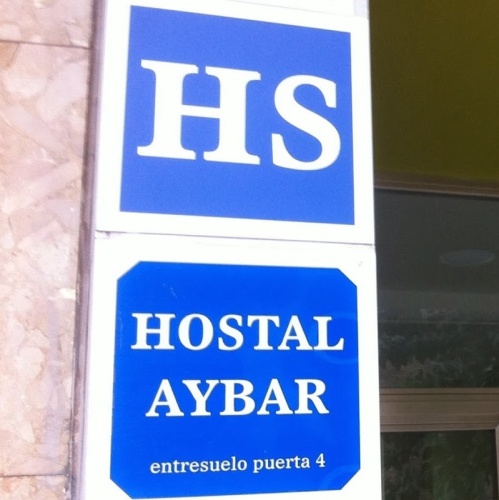 HS
HOSTAL
AYBAR
entresuelo puerta 4